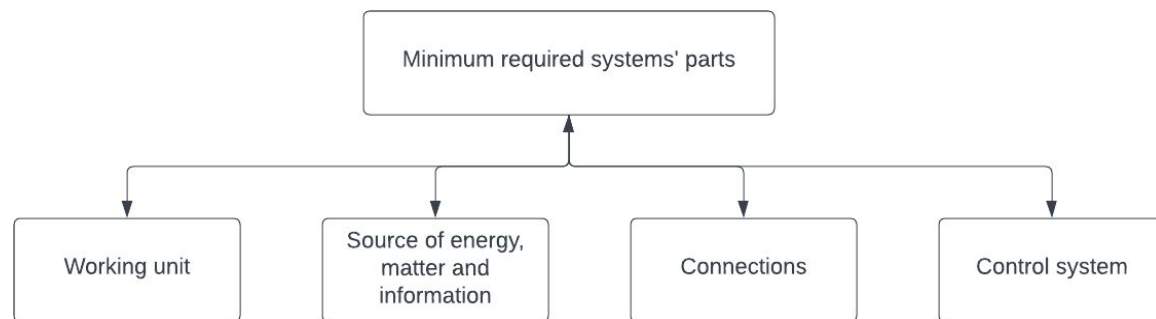 Minimum required systems' parts
Working unit
Source of energy,
matter and
information
Connections
Control system